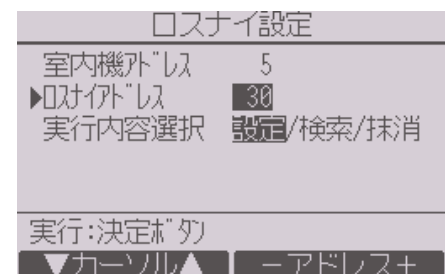 ロスナイ設定
室内機ｱﾄﾞﾚｽ 5
▶ﾛｽﾅｲｱﾄﾞﾚｽ 30
実行内容選択 設定/検索/抹消
実行:決定ﾎﾞﾀﾝ
▼カーソル▲ －アドレス＋